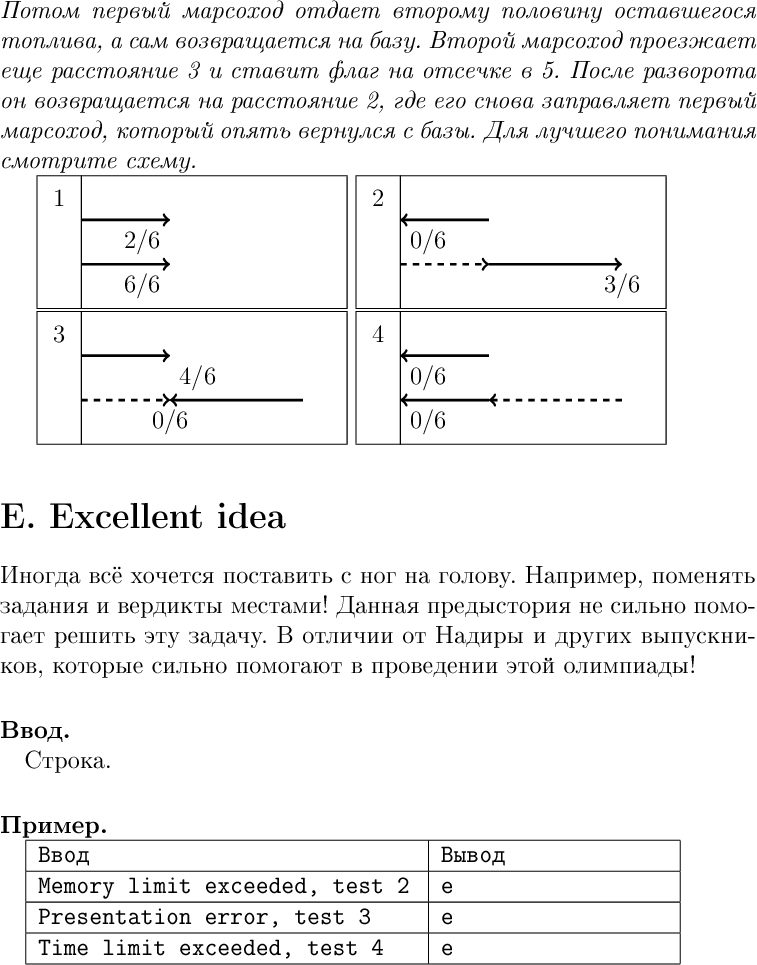 Потом первый марсоход отдает второму половину оставшегося
топлива, а сам возвращается на базу. Второй марсоход проезжает
еще расстояние 3 и ставит флаг на отсечке в 5. После разворота
он возвращается на расстояние 2, где его снова заправляет первый
марсоход, который опять вернулся с базы. Для лучшего понимания
смотрите схему.
1
2/6
6/6
2
0/6
3/6
3
4/6
0/6
4
0/6
0/6
E. Excellent idea
Иногда всё хочется поставить с ног на голову. Например, поменять
задания и вердикты местами! Данная предыстория не сильно помо-
гает решить эту задачу. В отличии от Надиры и других выпускни-
ков, которые сильно помогают в проведении этой олимпиады!
Ввод.
Строка.
Пример.
Ввод Вывод
Memory limit exceeded, test 2 e
Presentation error, test 3 e
Time limit exceeded, test 4 e